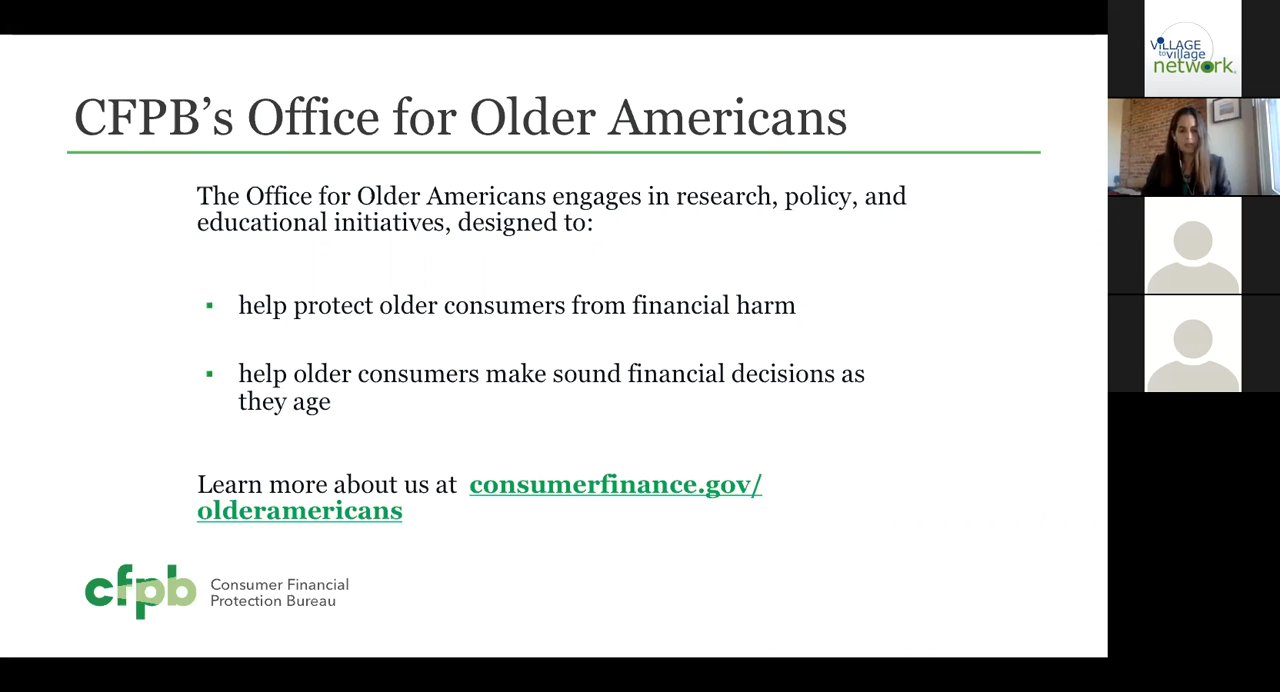 CFPB’s Office for Older Americans
The Office for Older Americans engages in research, policy, and
educational initiatives, designed to:
▪ help protect older consumers from financial harm
▪ help older consumers make sound financial decisions as
they age
Learn more about us at consumerfinance.gov/
olderamericans
cfpb Consumer Financial
Protection Bureau
ViLLAGE
to village
network